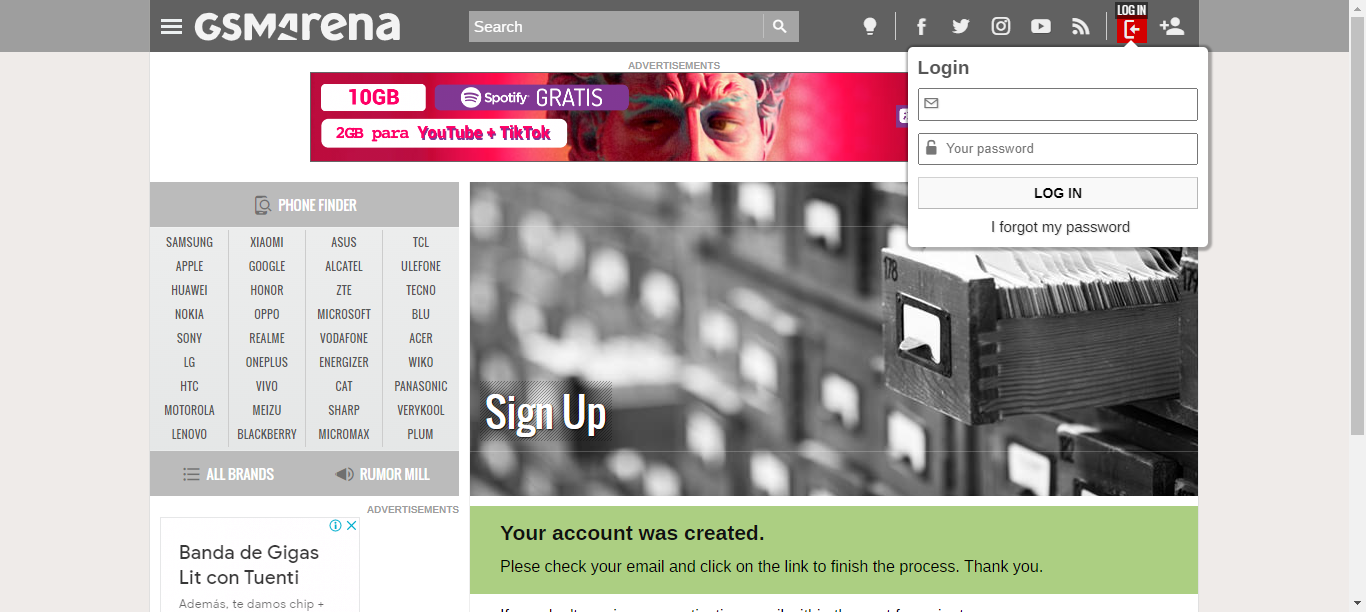 GSMArena
Search
LOG IN
Login
Your password
LOG IN
I forgot my password
ADVERTISEMENTS
10GB
Spotify GRATIS
2GB para YouTube + TikTok
PHONE FINDER
SAMSUNG XIAOMI ASUS TCL
APPLE GOOGLE ALCATEL ULEFONE
HUAWEI HONOR ZTE TECNO
NOKIA OPPO MICROSOFT BLU
SONY REALME VODAFONE ACER
LG ONEPLUS ENERGIZER WIKO
HTC VIVO CAT PANASONIC
MOTOROLA MEIZU SHARP VERYKOOL
LENOVO BLACKBERRY MICROMAX PLUM
ALL BRANDS RUMOR MILL
178
Sign Up
ADVERTISEMENTS
Banda de Gigas
Lit con Tuenti
Además, te damos chip +
Your account was created.
Plese check your email and click on the link to finish the process. Thank you.